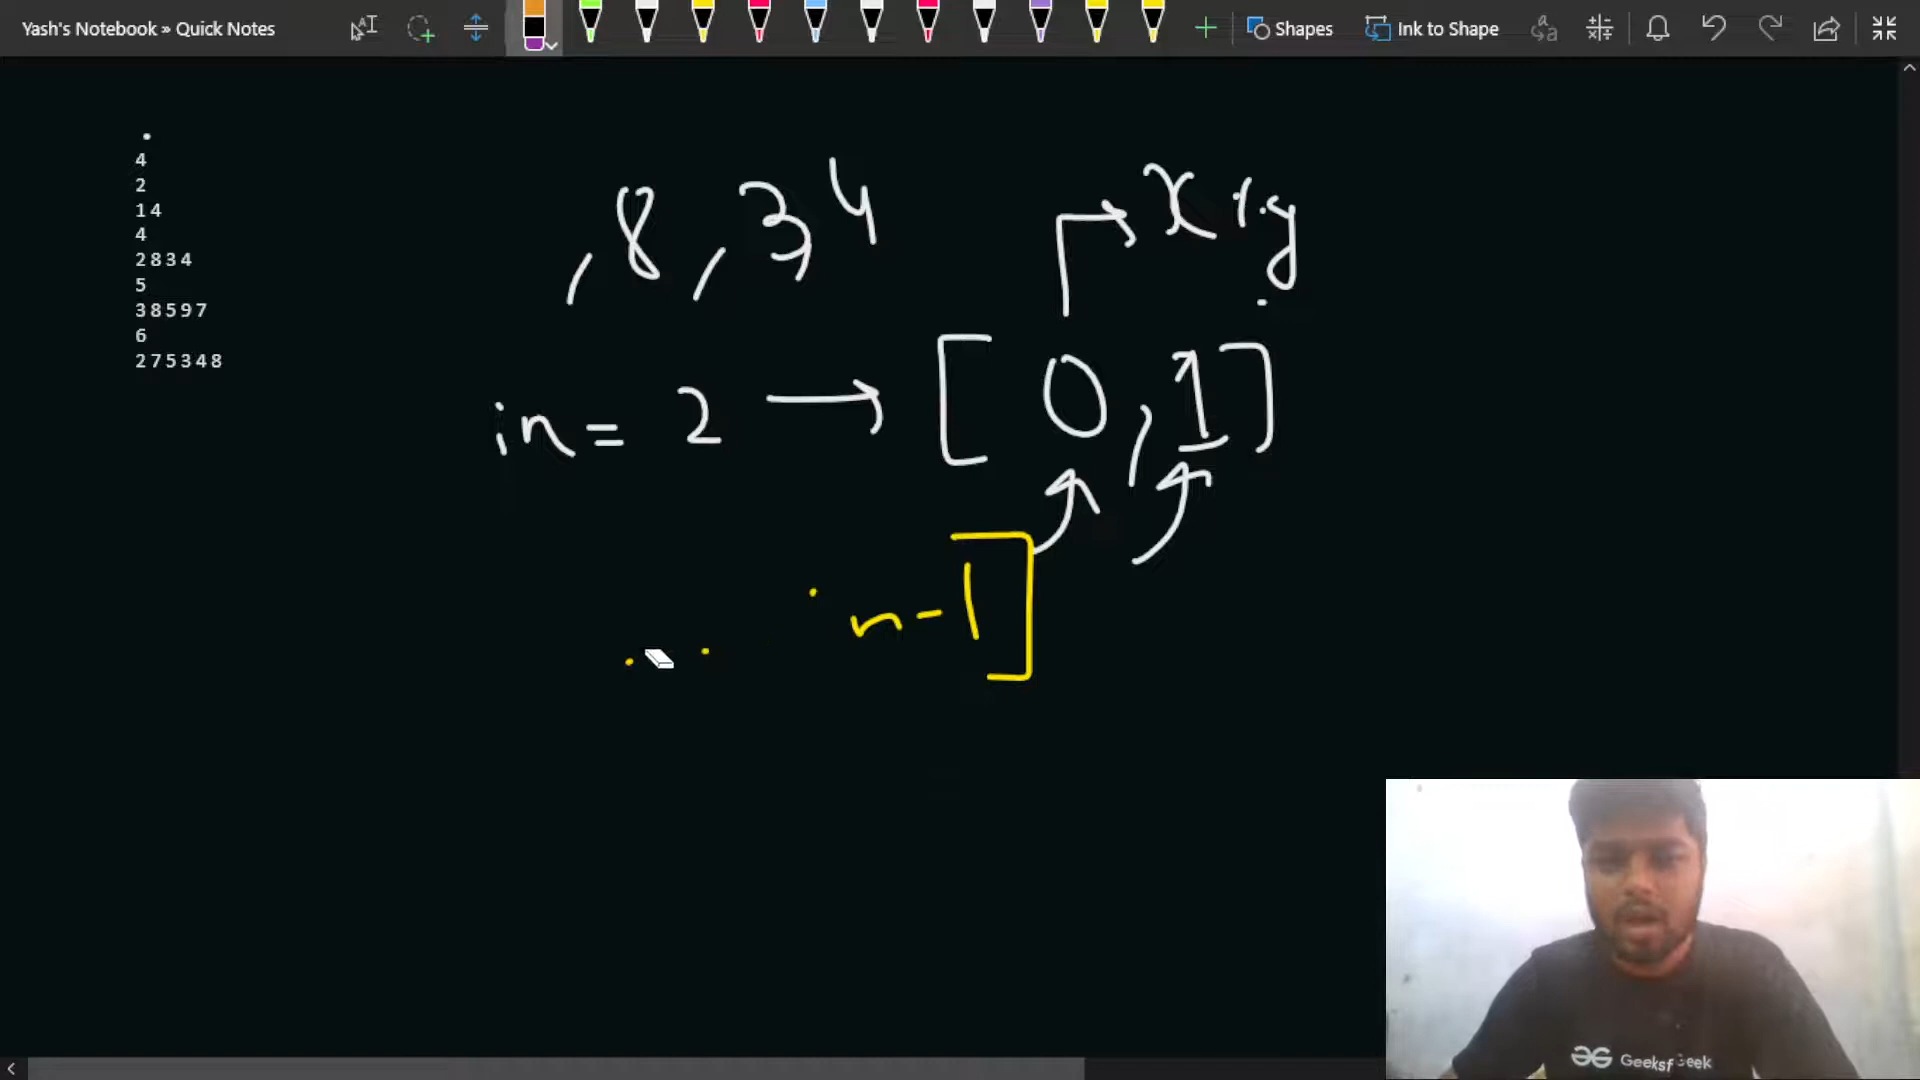 Yash's Notebook » Quick Notes
Shapes
Ink to Shape
4
2
1 4
4
2 8 3 4
5
3 8 5 9 7
6
2 7 5 3 4 8
, 8 , 3, 4
x % y
in = 2 → [ 0 , 1 ]
n - 1 ]
GeeksforGeek